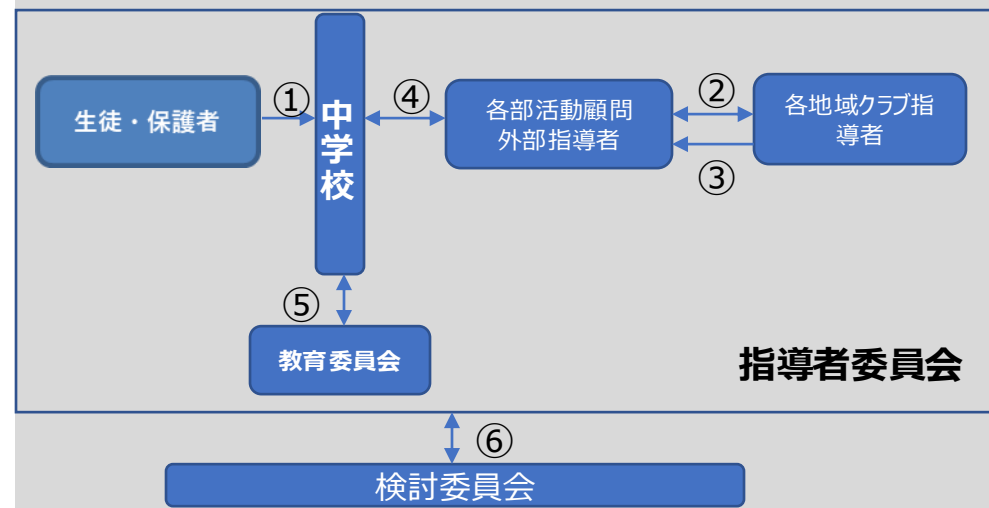 生徒・保護者
①
中学校
④
各部活動顧問
外部指導者
②
③
各地域クラブ指
導者
⑤
教育委員会
指導者委員会
⑥
検討委員会